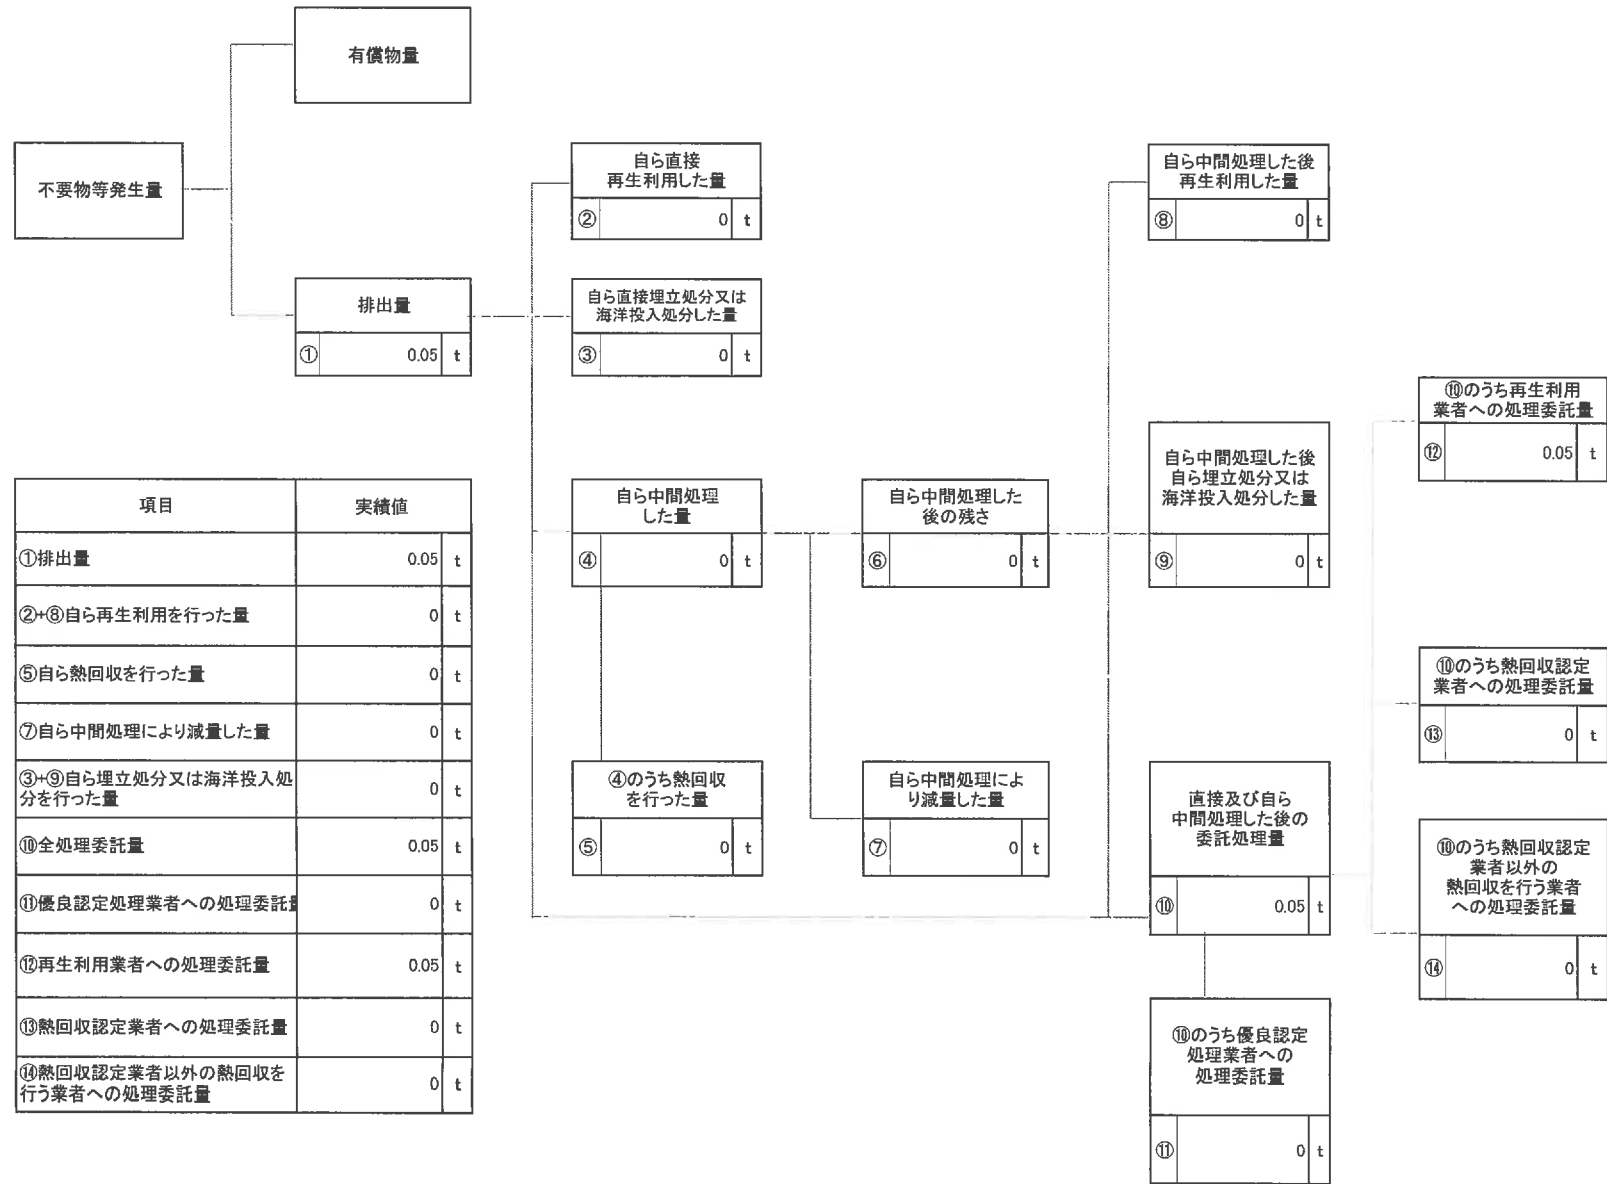 有償物量
不要物等発生量
排出量
① 0.05 t
自ら直接
再生利用した量
② 0 t
自ら直接埋立処分又は
海洋投入処分した量
③ 0 t
自ら中間処理
した量
④ 0 t
④のうち熱回収
を行った量
⑤ 0 t
自ら中間処理した
後の残さ
⑥ 0 t
自ら中間処理によ
り減量した量
⑦ 0 t
自ら中間処理した後
再生利用した量
⑧ 0 t
自ら中間処理した後
自ら埋立処分又は
海洋投入処分した量
⑨ 0 t
直接及び自ら
中間処理した後の
委託処理量
⑩ 0.05 t
⑩のうち優良認定
処理業者への
処理委託量
⑪ 0 t
⑩のうち再生利用
業者への処理委託量
⑫ 0.05 t
⑩のうち熱回収認定
業者への処理委託量
⑬ 0 t
⑩のうち熱回収認定
業者以外の
熱回収を行う業者
への処理委託量
⑭ 0 t
項目 実績値
①排出量 0.05 t
②+⑧自ら再生利用を行った量 0 t
⑤自ら熱回収を行った量 0 t
⑦自ら中間処理により減量した量 0 t
③+⑨自ら埋立処分又は海洋投入処
分を行った量 0 t
⑩全処理委託量 0.05 t
⑪優良認定処理業者への処理委託量 0 t
⑫再生利用業者への処理委託量 0.05 t
⑬熱回収認定業者への処理委託量 0 t
⑭熱回収認定業者以外の熱回収を
行う業者への処理委託量 0 t